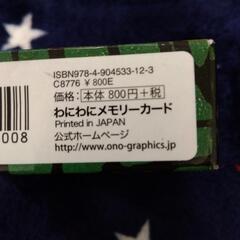 ISBN978-4-904533-12-3
C8776 ¥800E
価格：本体 800円+税
わにわにメモリーカード
Printed in JAPAN
公式ホームページ
http://www.ono-graphics.jp
008